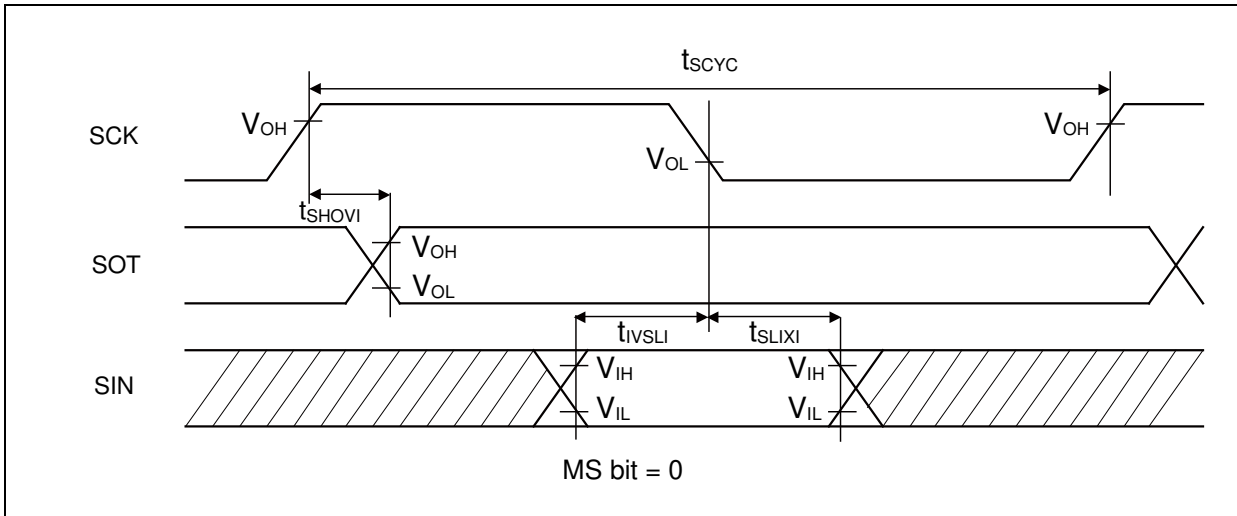 tSCYC
SCK
VOH
VOL
VOH
tSHOVI
SOT
VOH
VOL
tIVSLI
tSLIXI
SIN
VIH
VIL
VIH
VIL
MS bit = 0